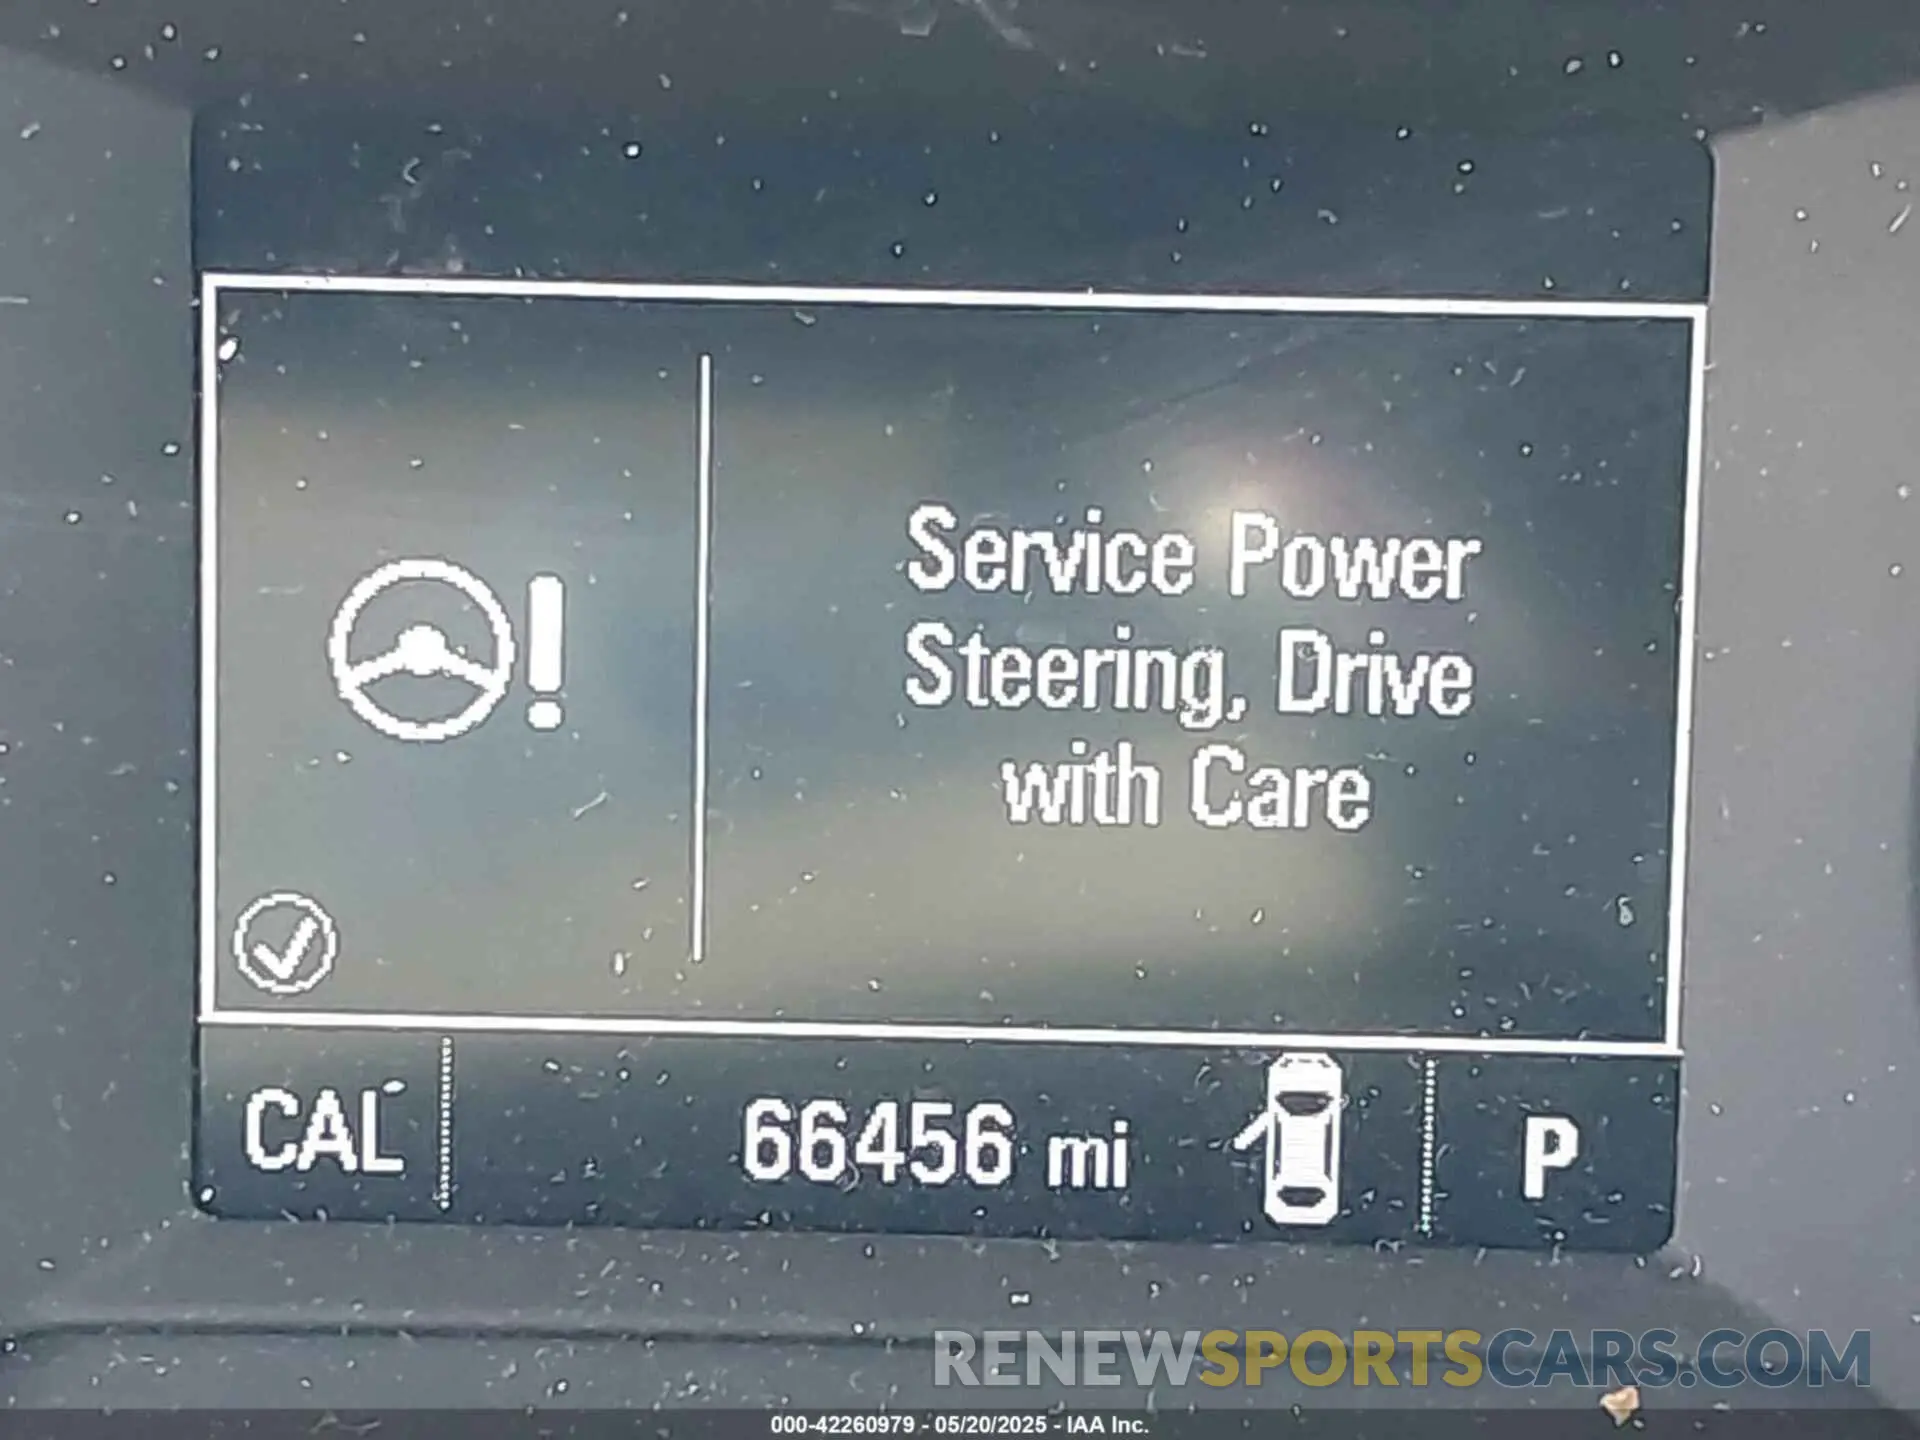 Service Power
Steering, Drive
with Care
CAL
66456 mi
P
RENEWSPORTSCARS.COM
000-42260979 - 05/20/2025 - IAA Inc.